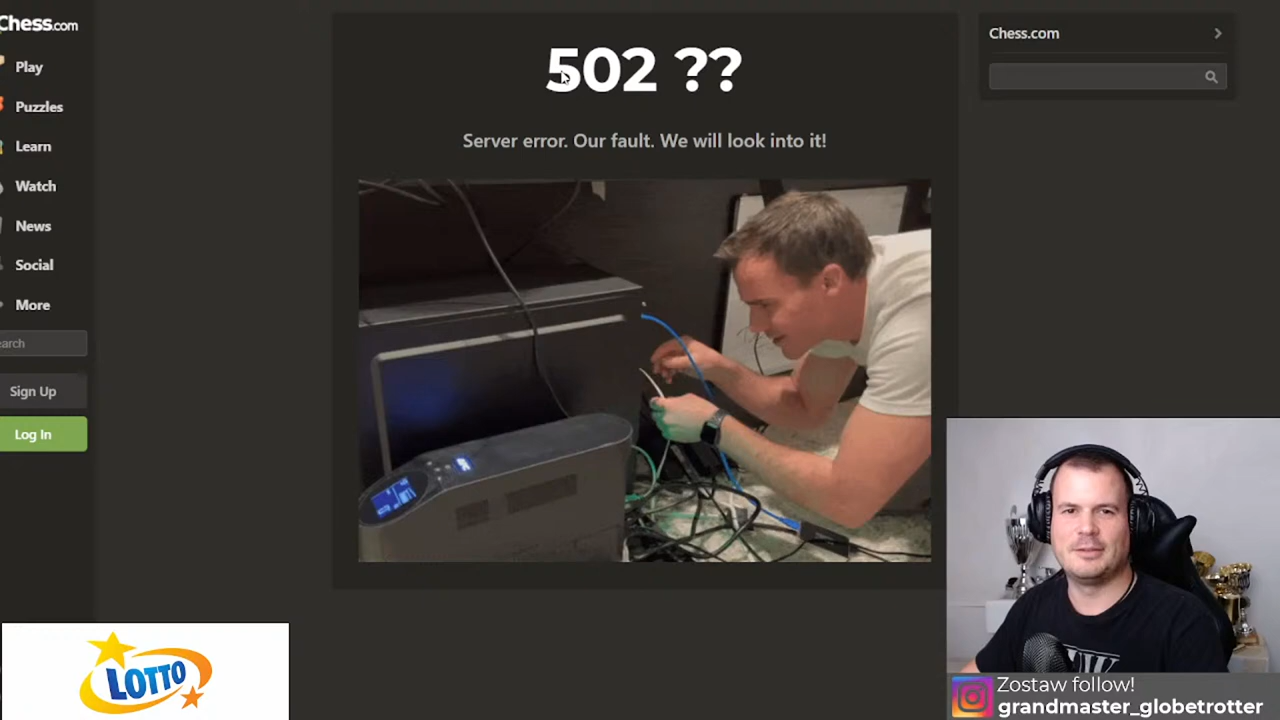 Chess.com
Play
Puzzles
Learn
Watch
News
Social
More
earch
Sign Up
Log In
502 ??
Server error. Our fault. We will look into it!
Chess.com
LOTTO
Zostaw follow!
grandmaster_globetrotter